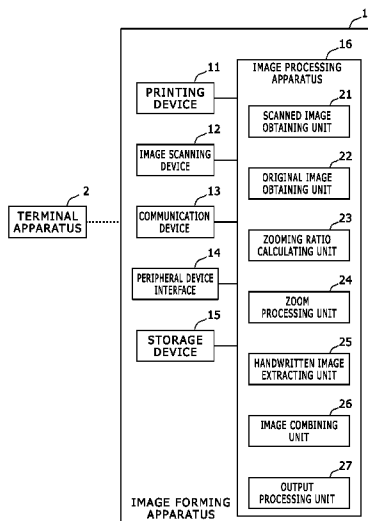 1
16
IMAGE PROCESSING
APPARATUS
11
PRINTING
DEVICE
21
SCANNED IMAGE
OBTAINING UNIT
12
IMAGE SCANNING
DEVICE
22
ORIGINAL IMAGE
OBTAINING UNIT
2
TERMINAL
APPARATUS
13
COMMUNICATION
DEVICE
23
ZOOMING RATIO
CALCULATING UNIT
14
PERIPHERAL DEVICE
INTERFACE
24
ZOOM
PROCESSING UNIT
15
STORAGE
DEVICE
25
HANDWRITTEN IMAGE
EXTRACTING UNIT
26
IMAGE COMBINING
UNIT
27
OUTPUT
PROCESSING UNIT
IMAGE FORMING
APPARATUS